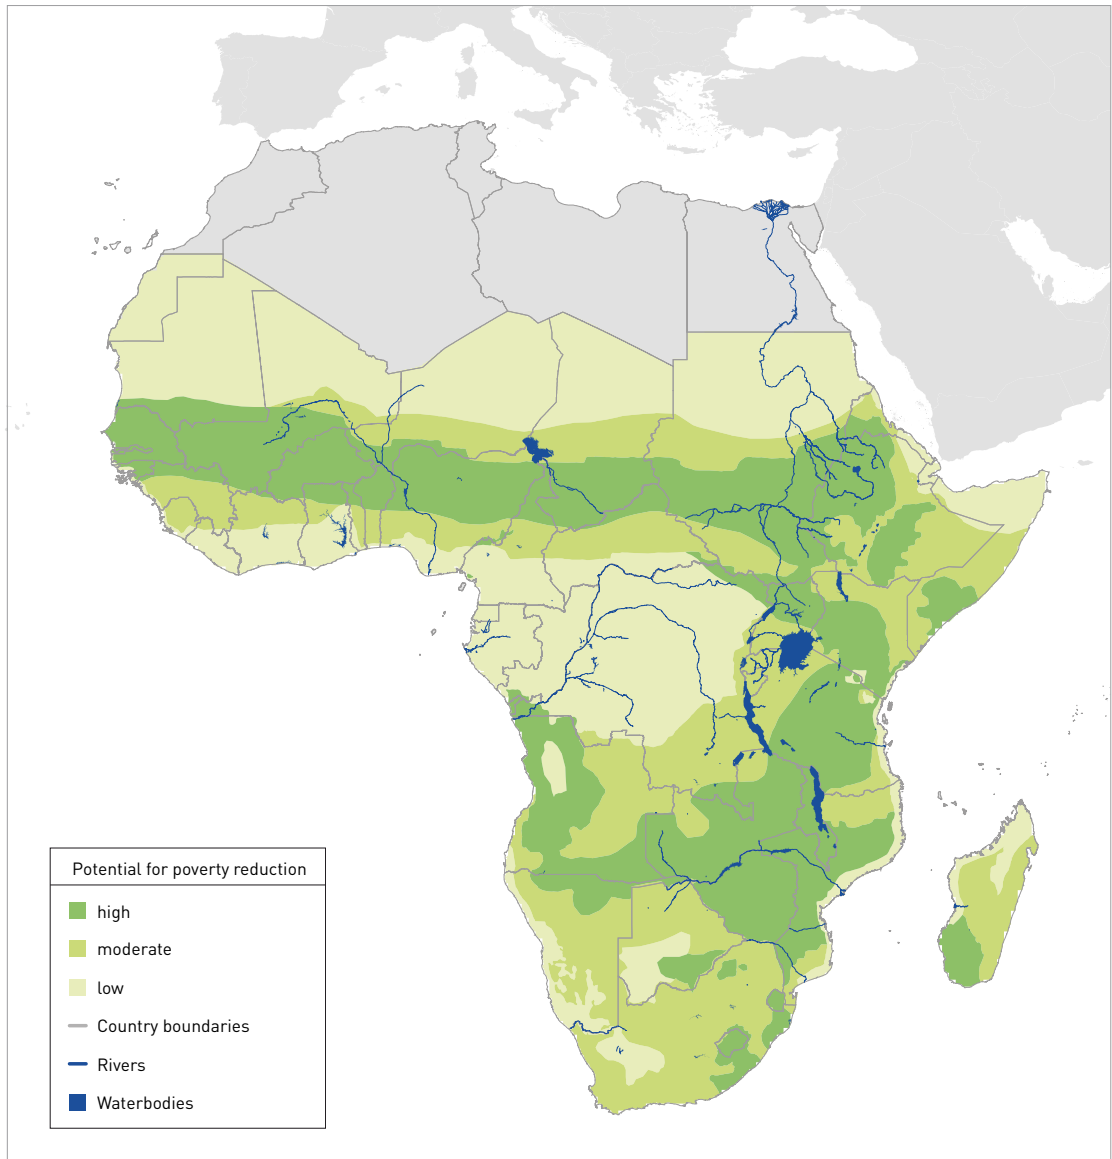 Potential for poverty reduction
high
moderate
low
Country boundaries
Rivers
Waterbodies